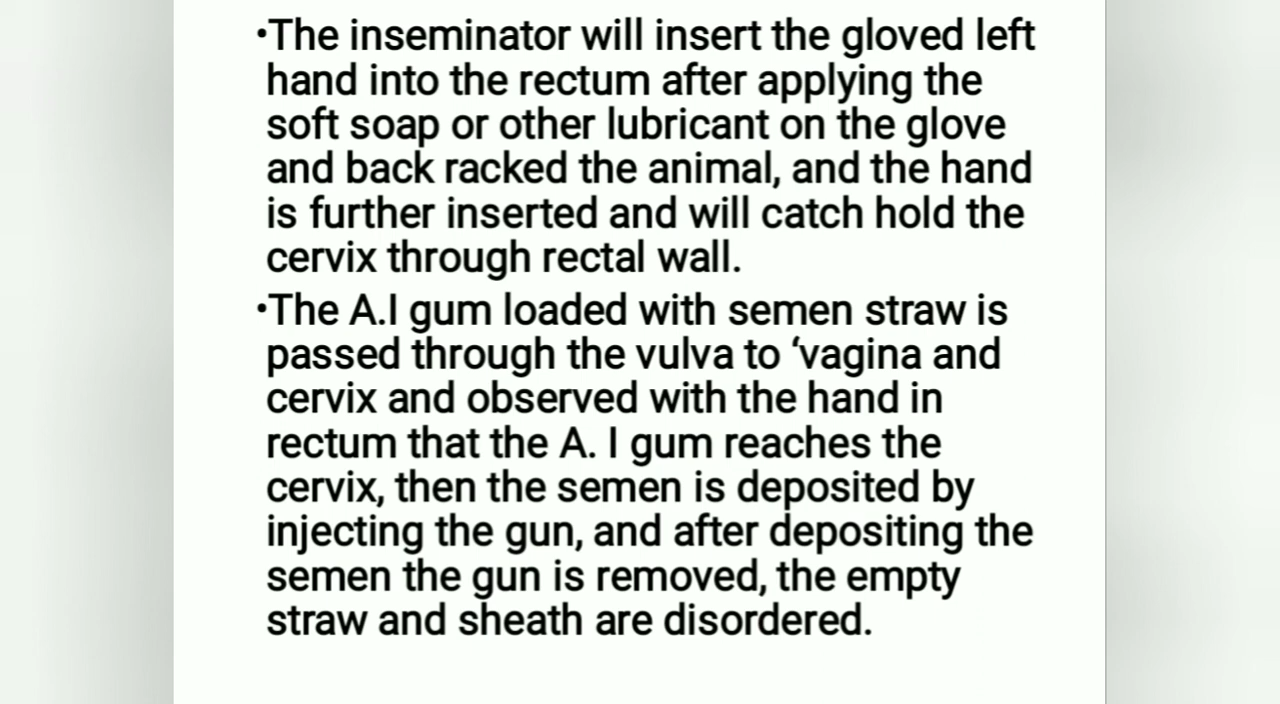 •The inseminator will insert the gloved left
hand into the rectum after applying the
soft soap or other lubricant on the glove
and back racked the animal, and the hand
is further inserted and will catch hold the
cervix through rectal wall.
•The A.I gum loaded with semen straw is
passed through the vulva to ‘vagina and
cervix and observed with the hand in
rectum that the A. I gum reaches the
cervix, then the semen is deposited by
injecting the gun, and after depositing the
semen the gun is removed, the empty
straw and sheath are disordered.